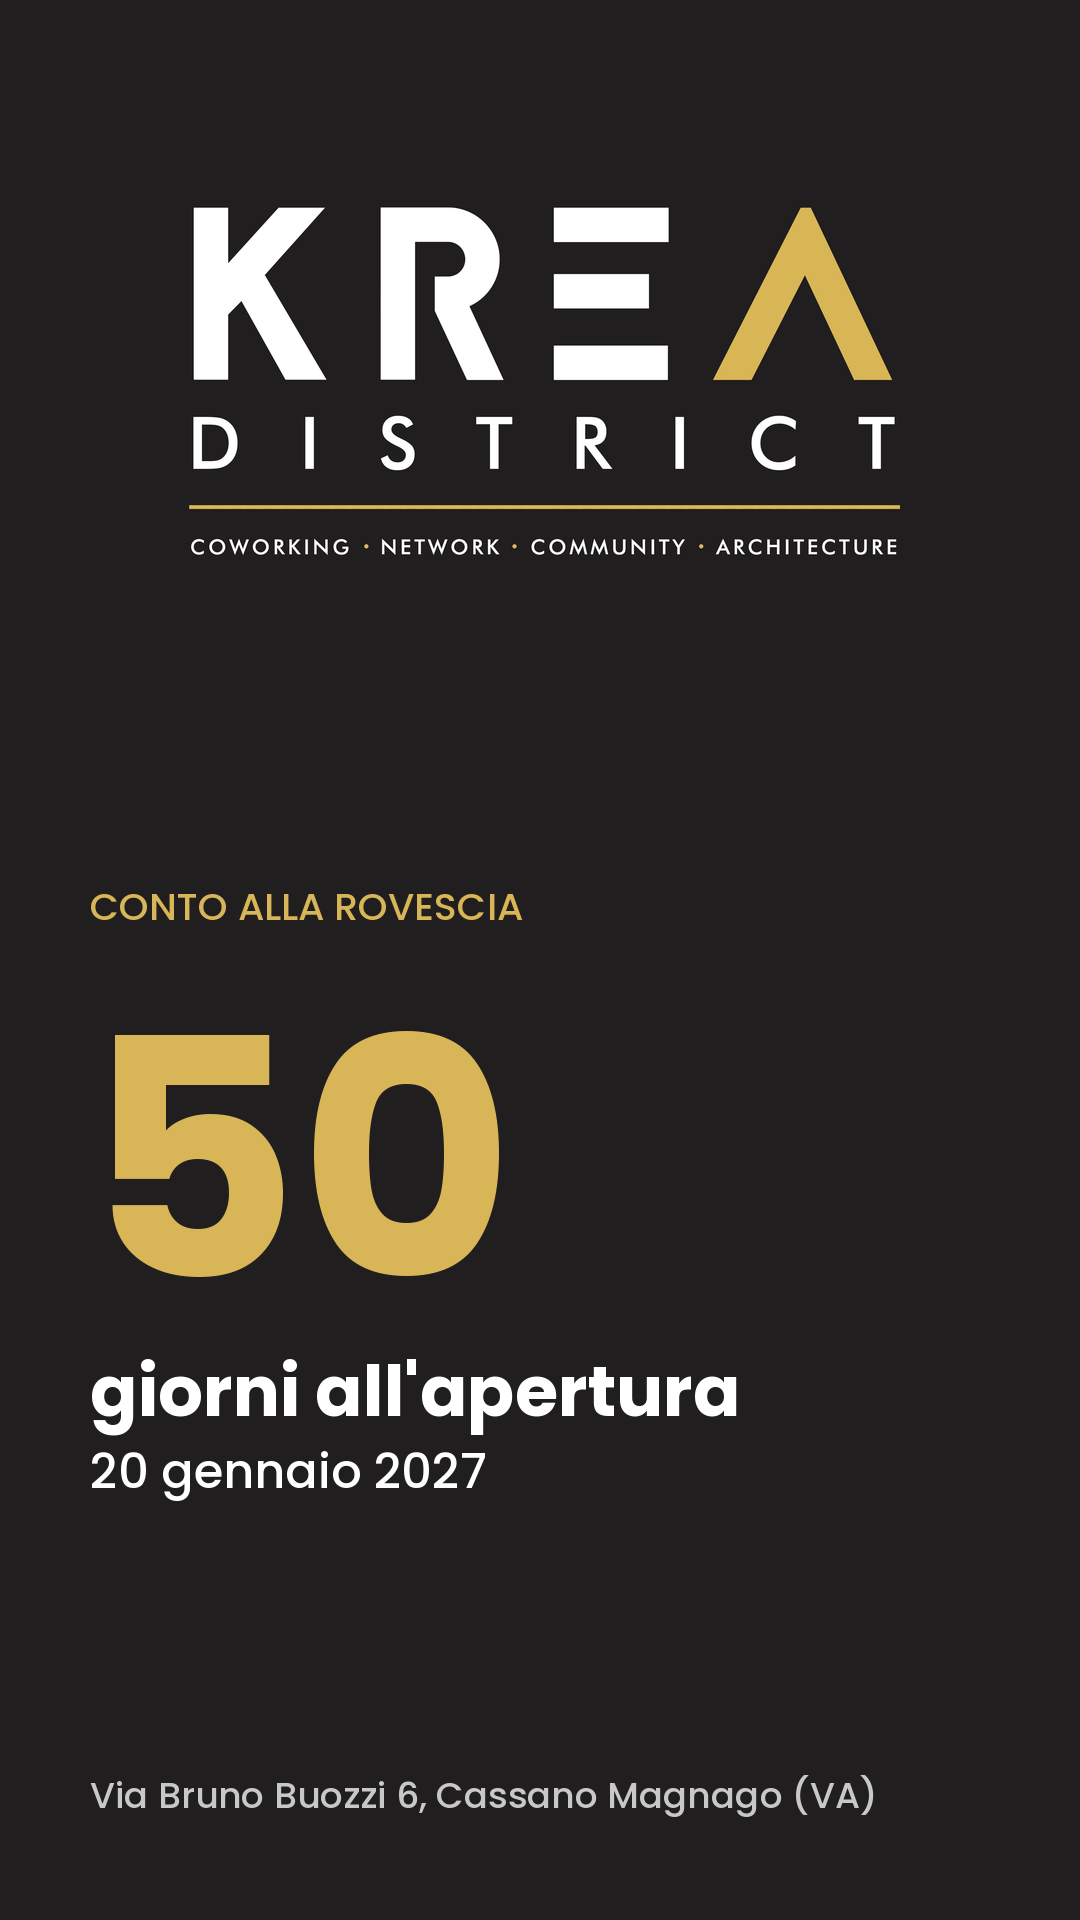 KREA
DISTRICT
COWORKING · NETWORK · COMMUNITY · ARCHITECTURE
CONTO ALLA ROVESCIA
50
giorni all'apertura
20 gennaio 2027
Via Bruno Buozzi 6, Cassano Magnago (VA)